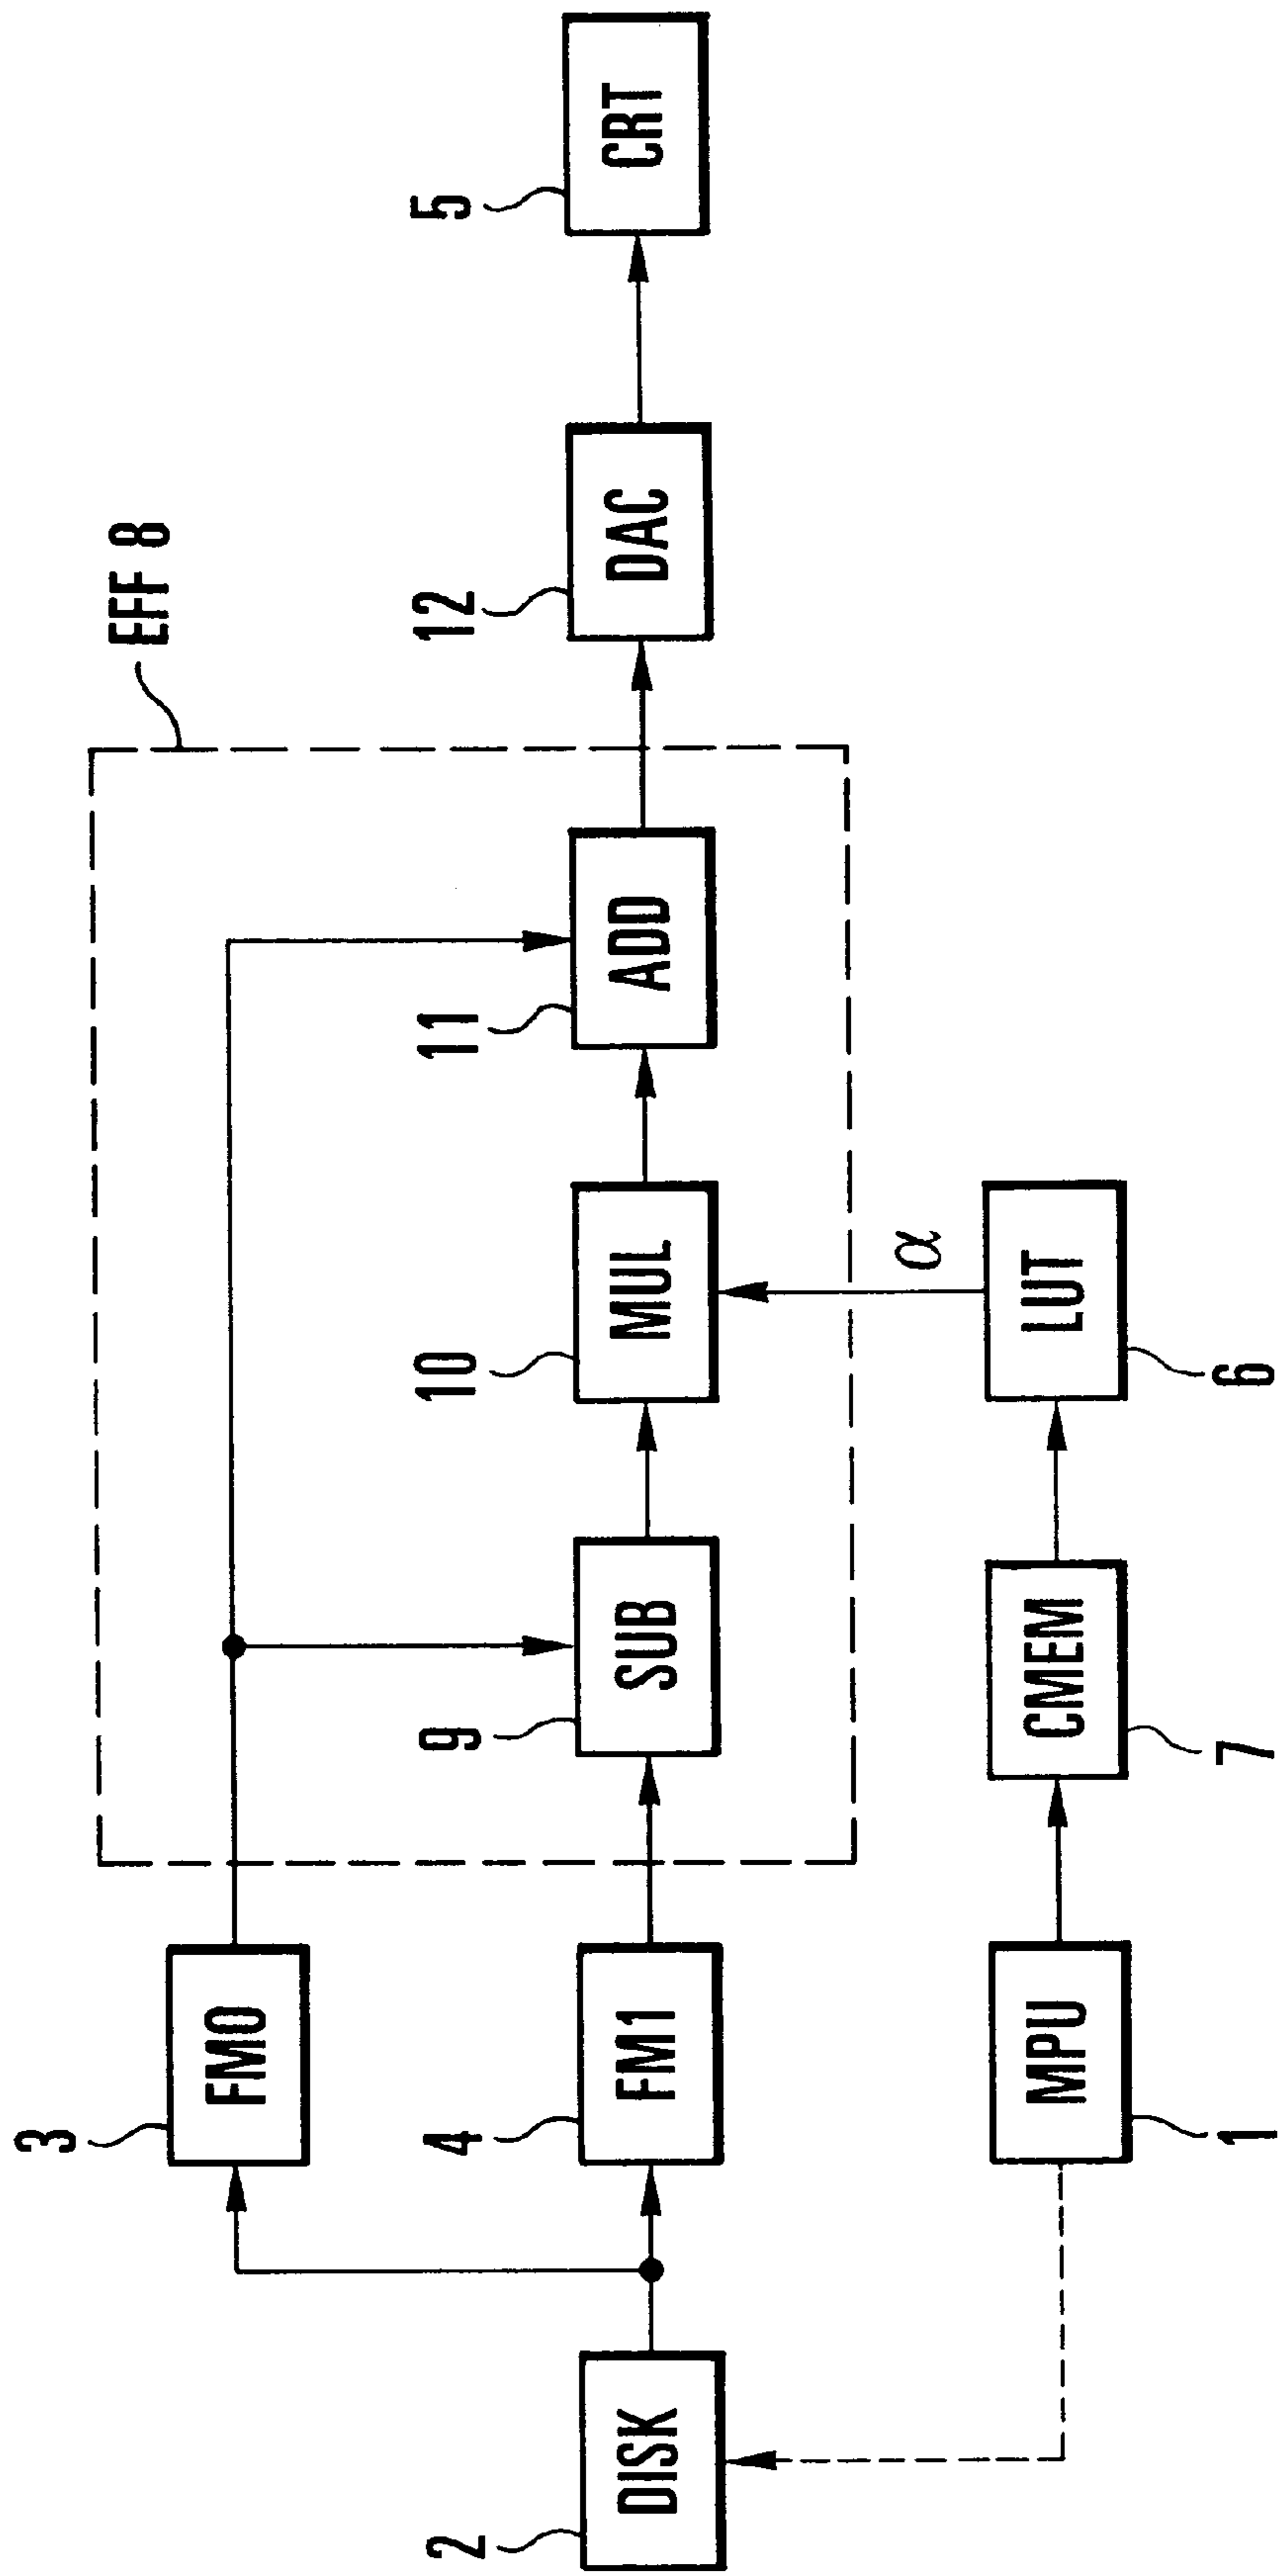 EFF 8
3
FM0
2
DISK
4
FM1
9
SUB
10
MUL
11
ADD
12
DAC
5
CRT
α
MPU
1
CMEM
7
LUT
6